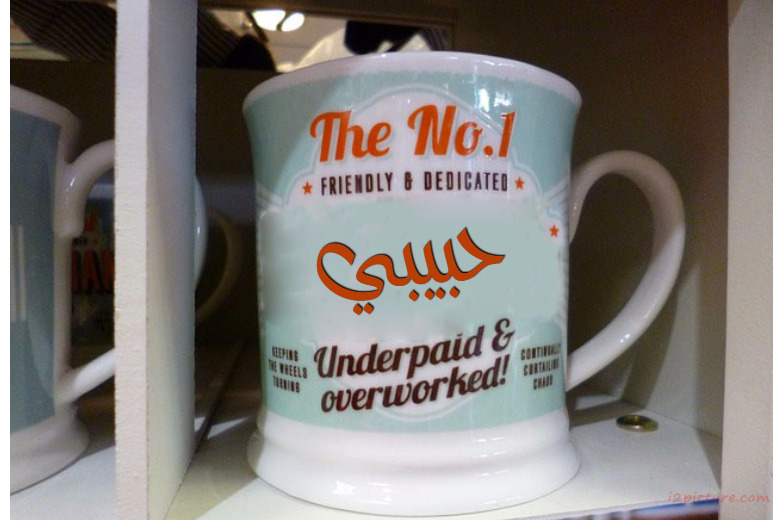 The No.1
★ FRIENDLY & DEDICATED ★
حبيبي
Underpaid &
overworked!
KEEPING
THE WHEELS
TURNING
CONTINUALLY
CURTAILING
CHAOS
i2picture.com